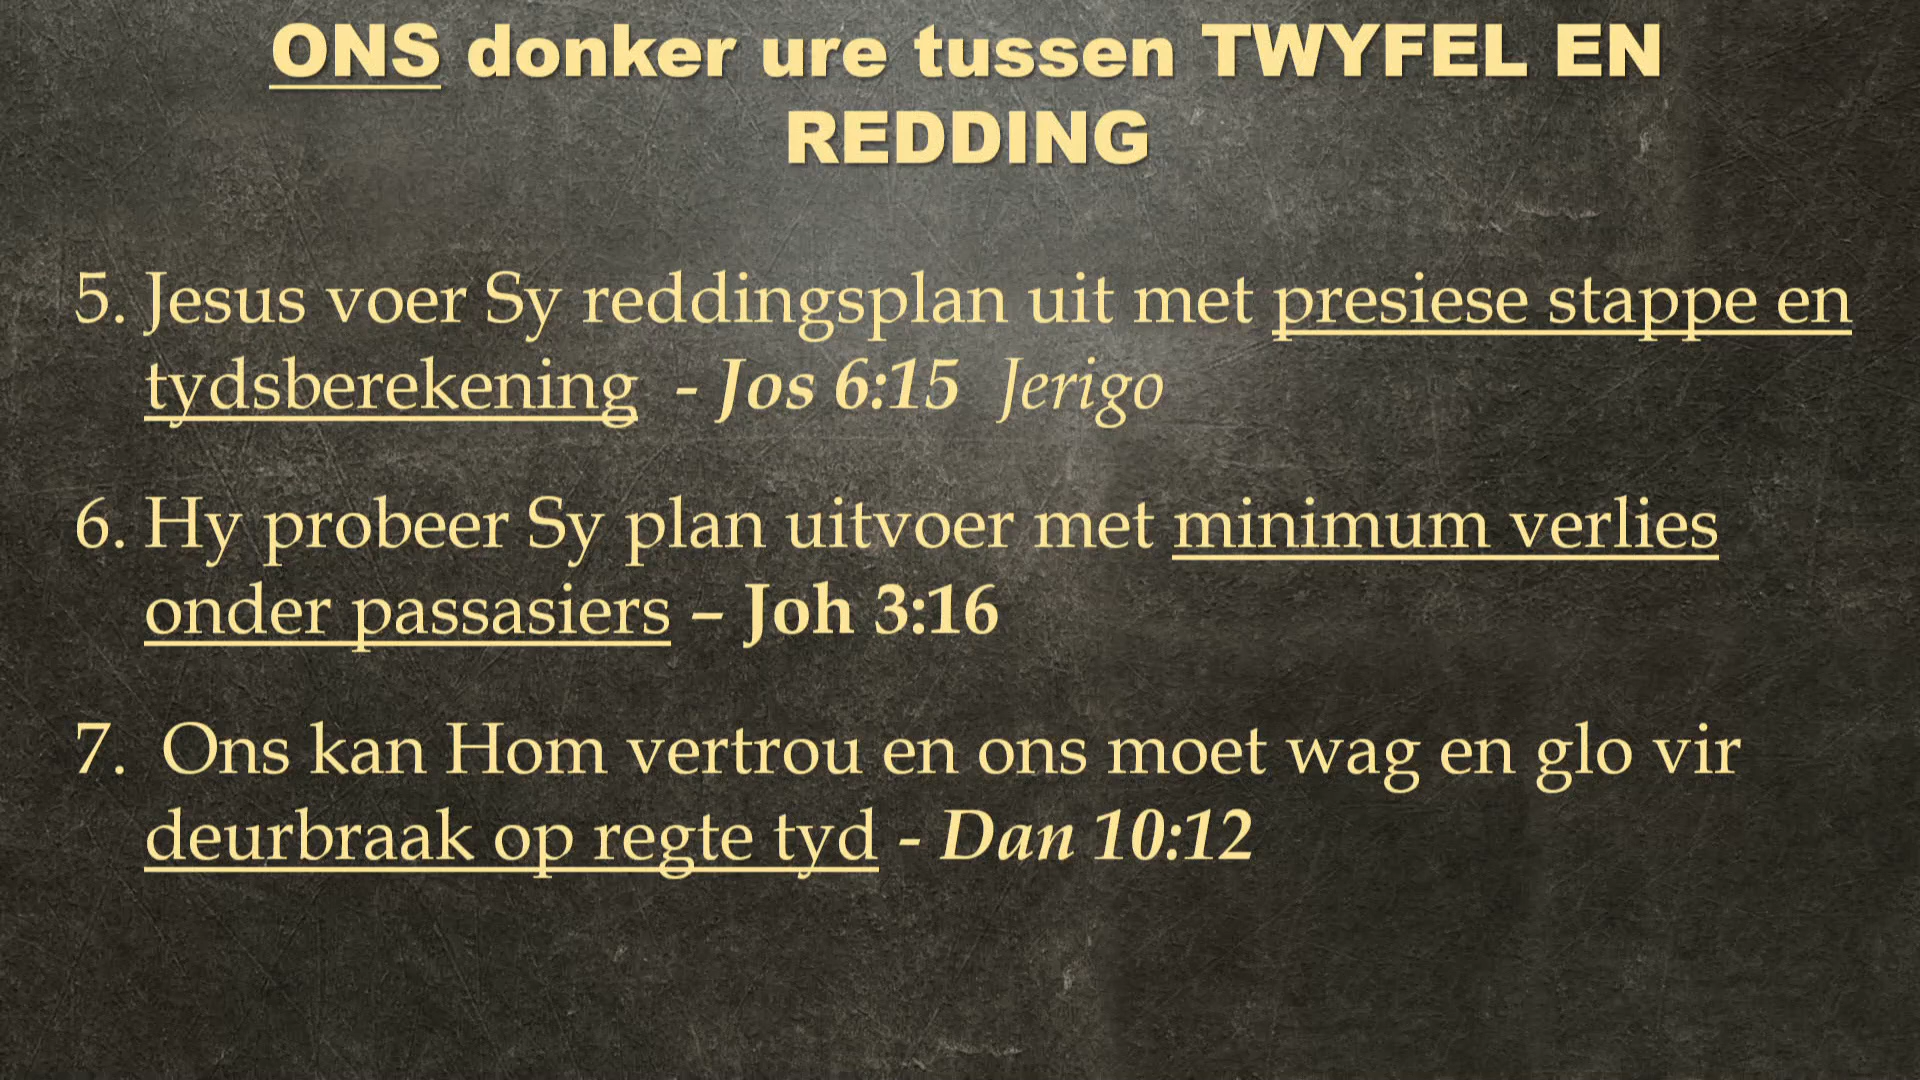 ONS donker ure tussen TWYFEL EN
REDDING
5. Jesus voer Sy reddingsplan uit met presiese stappe en
tydsberekening - Jos 6:15 Jerigo
6. Hy probeer Sy plan uitvoer met minimum verlies
onder passasiers – Joh 3:16
7. Ons kan Hom vertrou en ons moet wag en glo vir
deurbraak op regte tyd - Dan 10:12